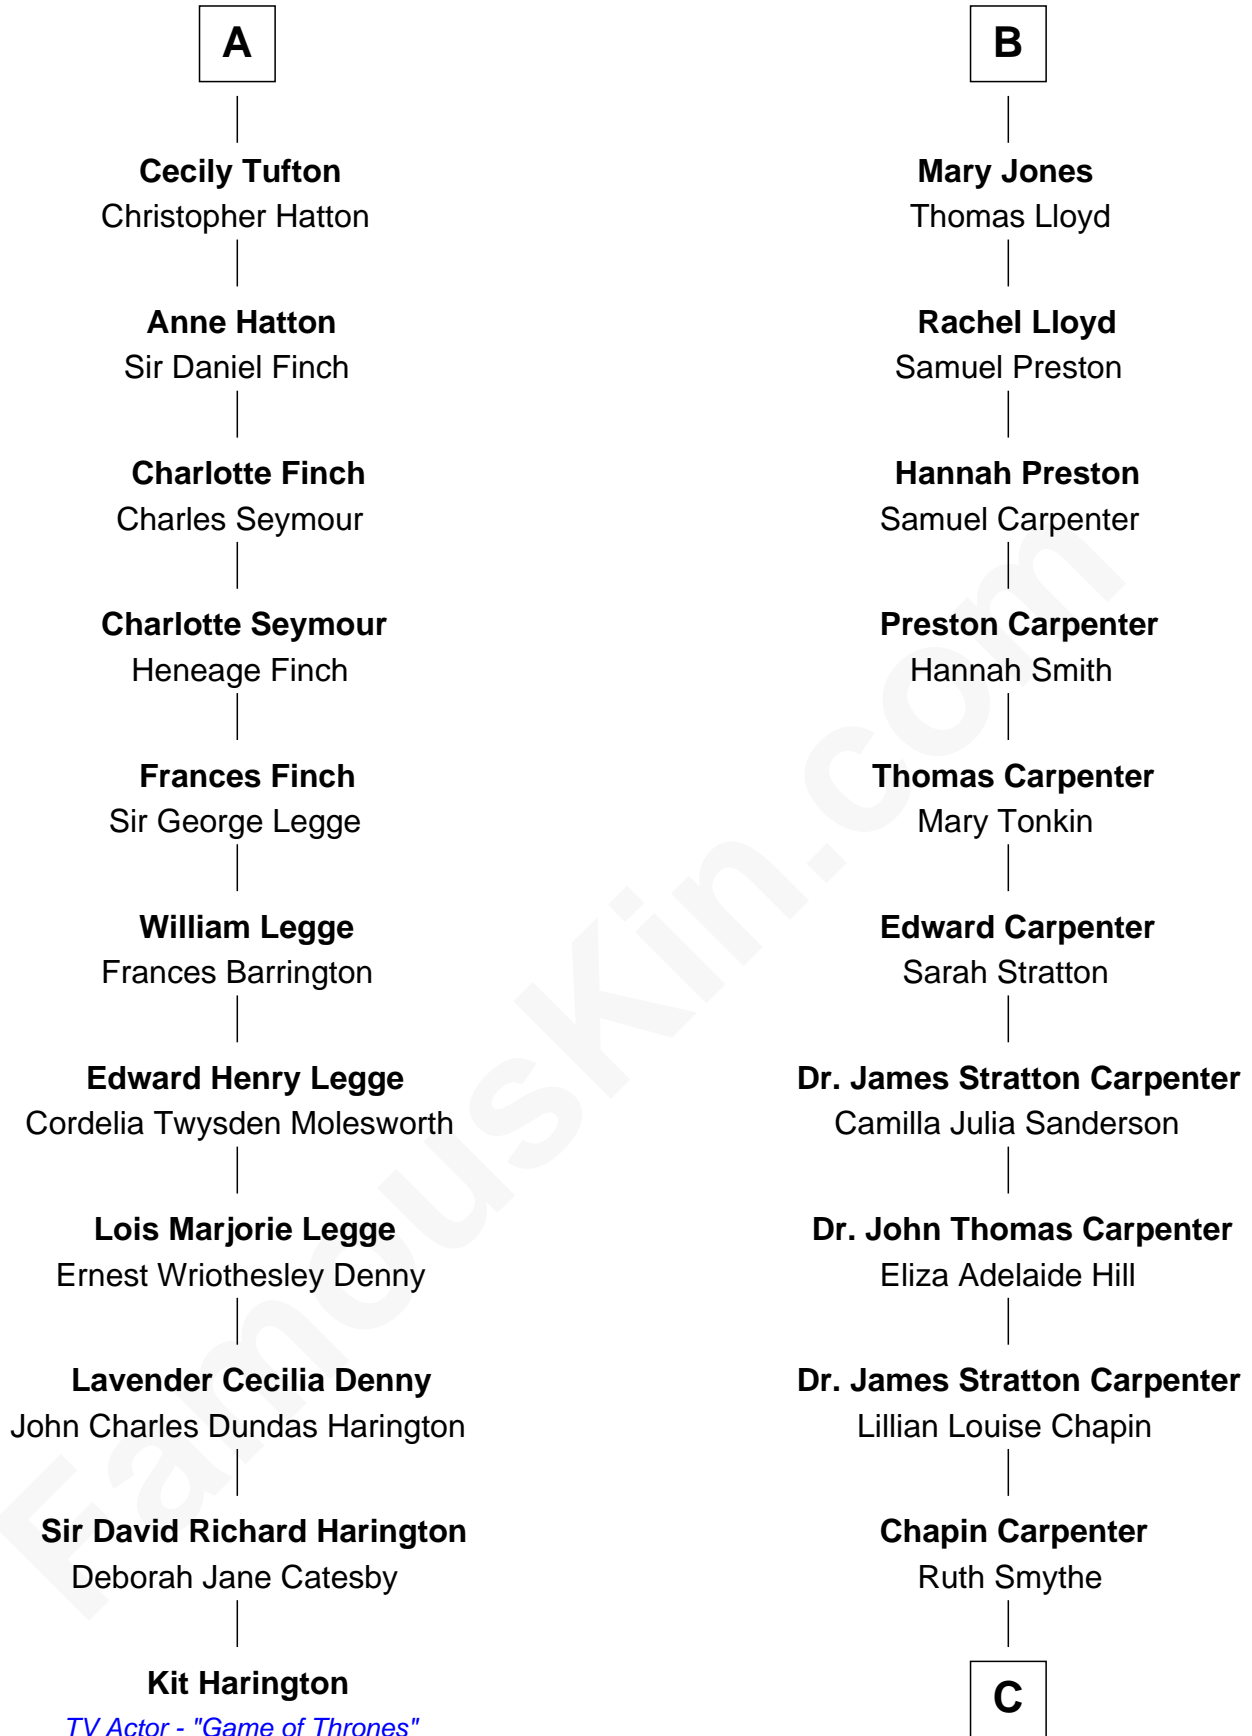 A
Cecily Tufton
Christopher Hatton
Anne Hatton
Sir Daniel Finch
Charlotte Finch
Charles Seymour
Charlotte Seymour
Heneage Finch
Frances Finch
Sir George Legge
William Legge
Frances Barrington
Edward Henry Legge
Cordelia Twysden Molesworth
Lois Marjorie Legge
Ernest Wriothesley Denny
Lavender Cecilia Denny
John Charles Dundas Harington
Sir David Richard Harington
Deborah Jane Catesby
Kit Harington
TV Actor - "Game of Thrones"
B
Mary Jones
Thomas Lloyd
Rachel Lloyd
Samuel Preston
Hannah Preston
Samuel Carpenter
Preston Carpenter
Hannah Smith
Thomas Carpenter
Mary Tonkin
Edward Carpenter
Sarah Stratton
Dr. James Stratton Carpenter
Camilla Julia Sanderson
Dr. John Thomas Carpenter
Eliza Adelaide Hill
Dr. James Stratton Carpenter
Lillian Louise Chapin
Chapin Carpenter
Ruth Smythe
C
FamousKin.com